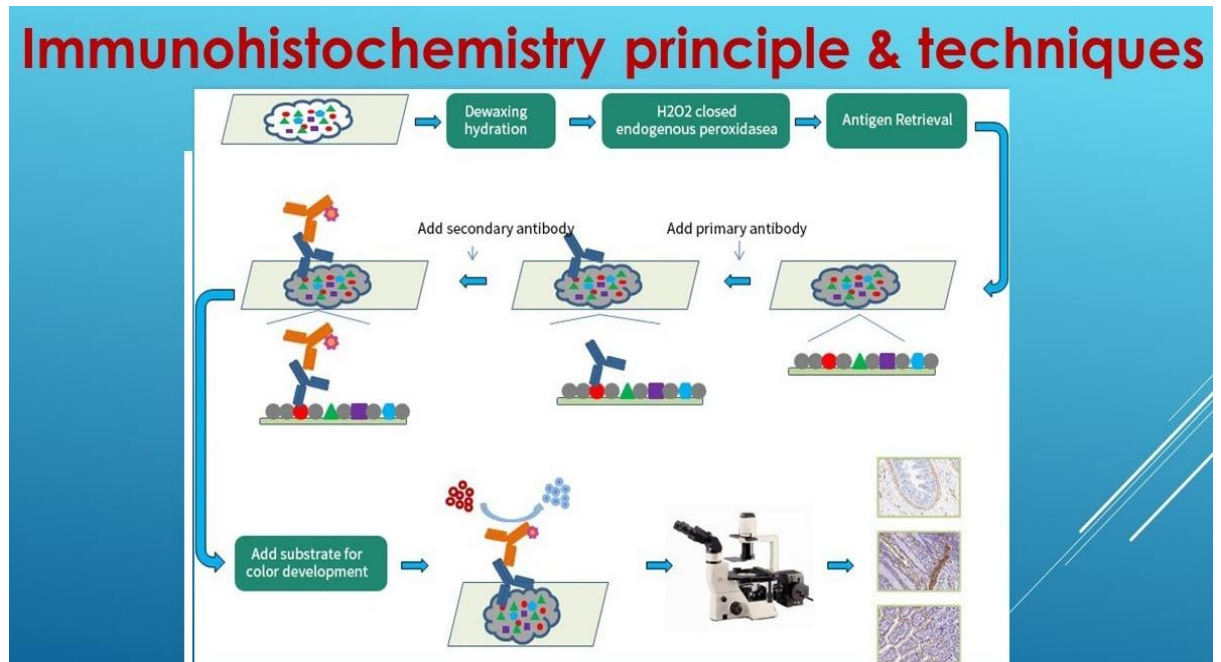 Immunohistochemistry principle & techniques
Dewaxing
hydration
H2O2 closed
endogenous peroxidasea
Antigen Retrieval
Add secondary antibody
Add primary antibody
Add substrate for
color development